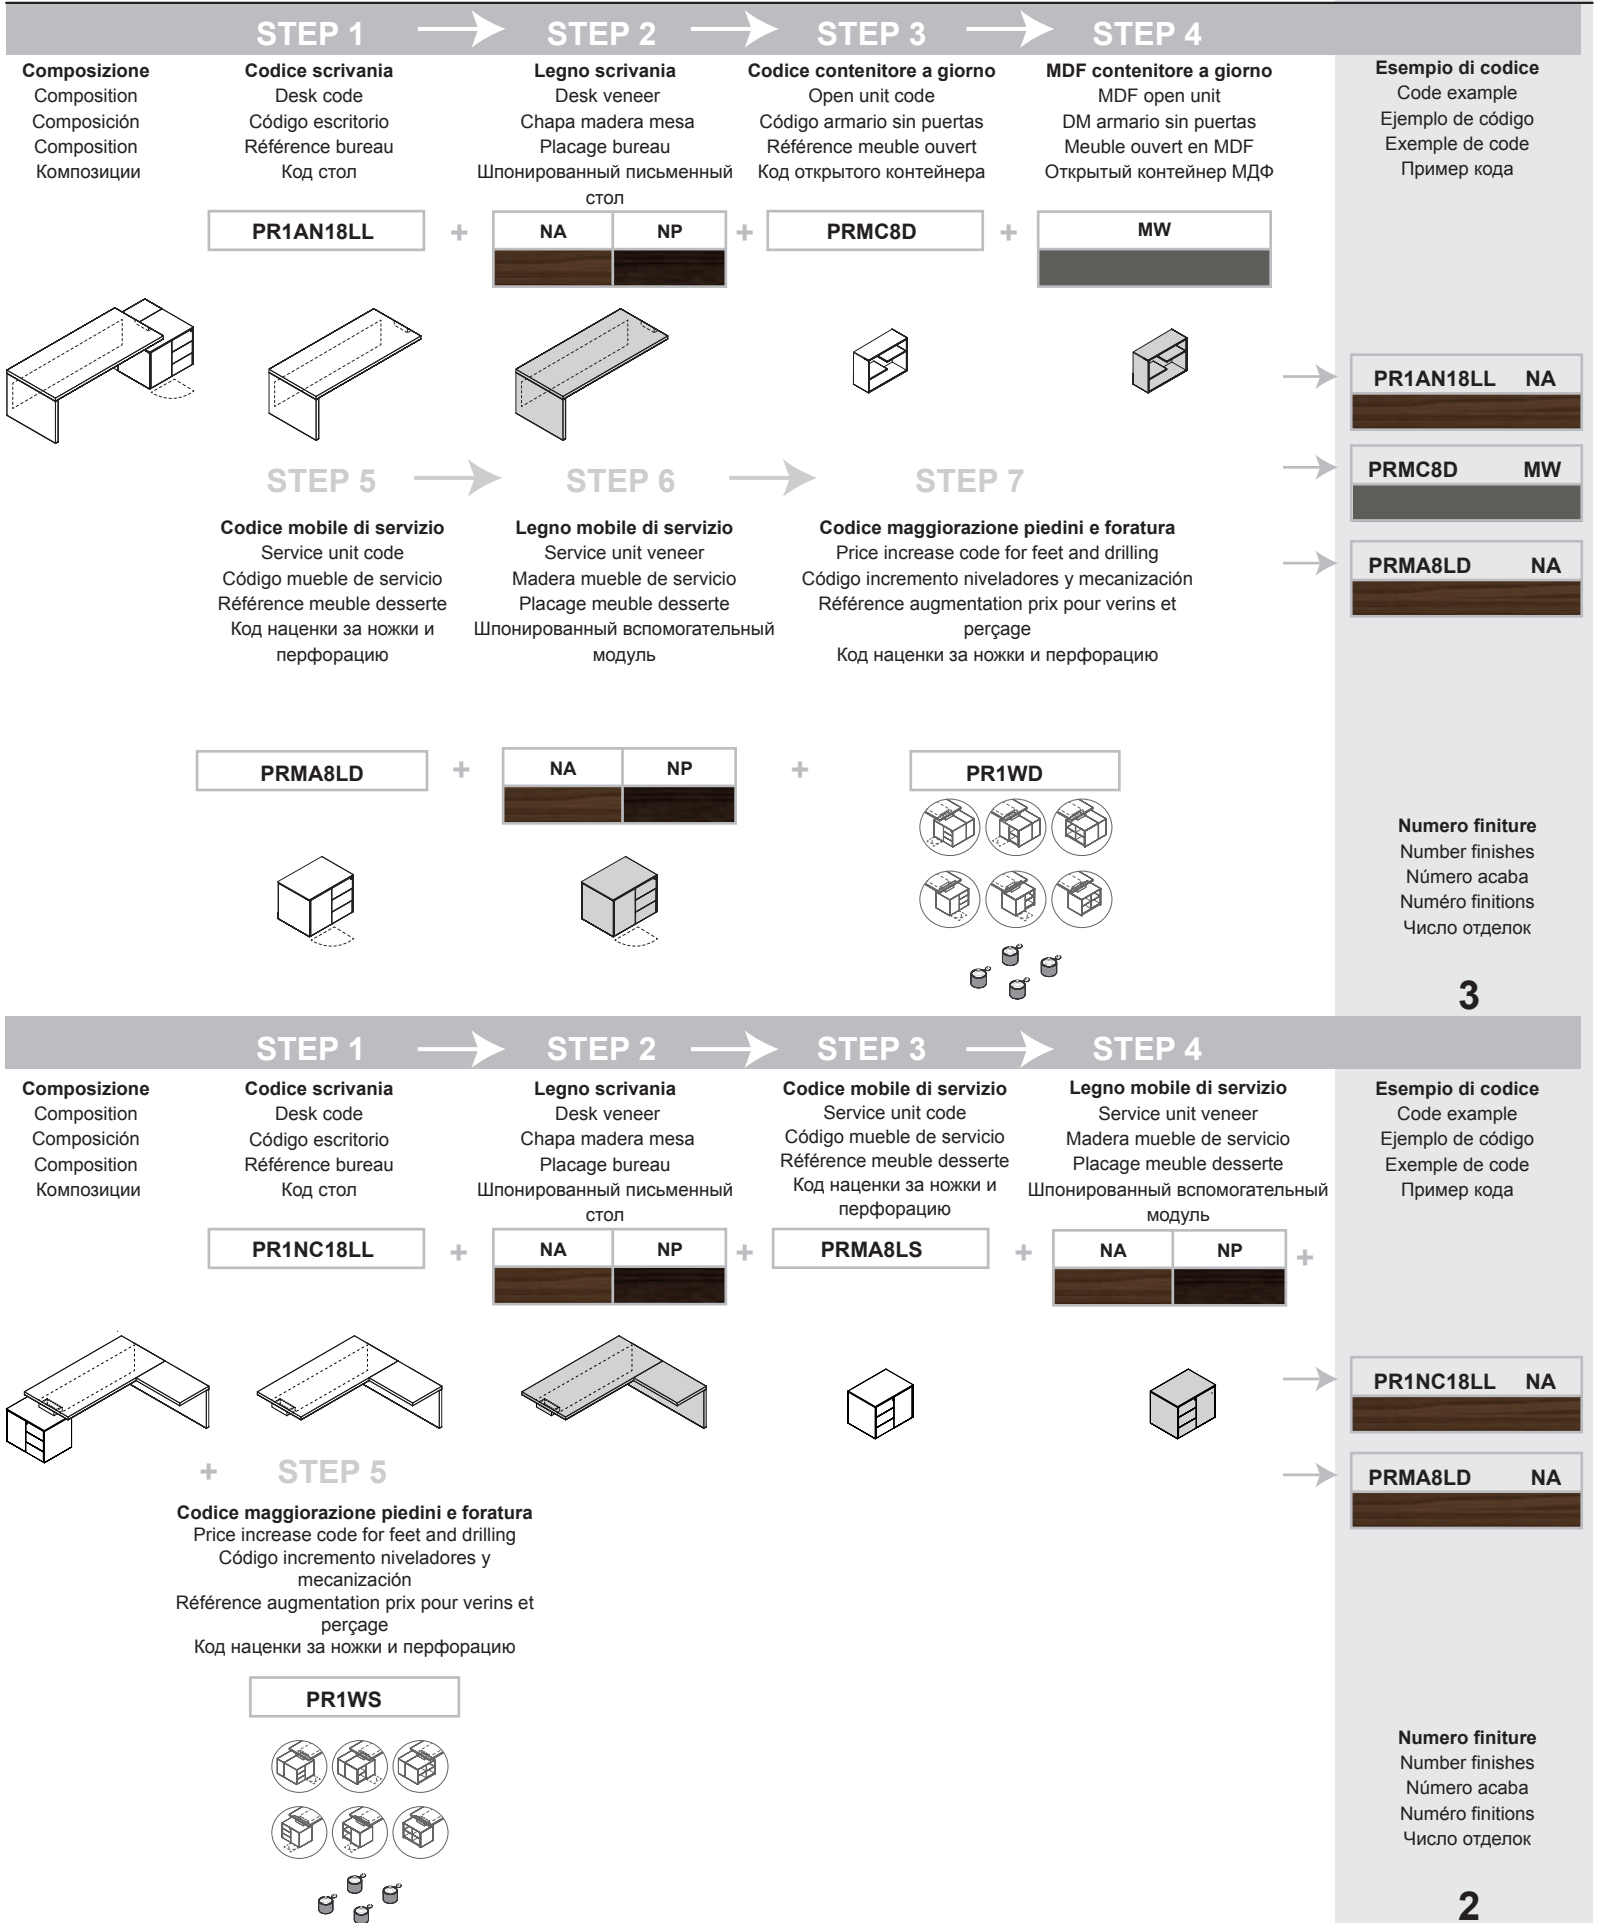 STEP 1 STEP 2 STEP 3 STEP 4
Composizione
Composition
Composición
Composition
Композиции
Codice scrivania
Desk code
Código escritorio
Référence bureau
Код стол
Legno scrivania
Desk veneer
Chapa madera mesa
Placage bureau
Шпонированный письменный
стол
Codice contenitore a giorno
Open unit code
Código armario sin puertas
Référence meuble ouvert
Код открытого контейнера
MDF contenitore a giorno
MDF open unit
DM armario sin puertas
Meuble ouvert en MDF
Открытый контейнер МДФ
Esempio di codice
Code example
Ejemplo de código
Exemple de code
Пример кода
PR1AN18LL + NA NP + PRMC8D + MW
PR1AN18LL NA
PRMC8D MW
PRMA8LD NA
STEP 5 STEP 6 STEP 7
Codice mobile di servizio
Service unit code
Código mueble de servicio
Référence meuble desserte
Код наценки за ножки и
перфорацию
Legno mobile di servizio
Service unit veneer
Madera mueble de servicio
Placage meuble desserte
Шпонированный вспомогательный
модуль
Codice maggiorazione piedini e foratura
Price increase code for feet and drilling
Código incremento niveladores y mecanización
Référence augmentation prix pour verins et
perçage
Код наценки за ножки и перфорацию
PRMA8LD + NA NP + PR1WD
Numero finiture
Number finishes
Número acaba
Numéro finitions
Число отделок
3
STEP 1 STEP 2 STEP 3 STEP 4
Composizione
Composition
Composición
Composition
Композиции
Codice scrivania
Desk code
Código escritorio
Référence bureau
Код стол
Legno scrivania
Desk veneer
Chapa madera mesa
Placage bureau
Шпонированный письменный
стол
Codice mobile di servizio
Service unit code
Código mueble de servicio
Référence meuble desserte
Код наценки за ножки и
перфорацию
Legno mobile di servizio
Service unit veneer
Madera mueble de servicio
Placage meuble desserte
Шпонированный вспомогательный
модуль
Esempio di codice
Code example
Ejemplo de código
Exemple de code
Пример кода
PR1NC18LL + NA NP + PRMA8LS + NA NP +
PR1NC18LL NA
PRMA8LD NA
+ STEP 5
Codice maggiorazione piedini e foratura
Price increase code for feet and drilling
Código incremento niveladores y
mecanización
Référence augmentation prix pour verins et
perçage
Код наценки за ножки и перфорацию
PR1WS
Numero finiture
Number finishes
Número acaba
Numéro finitions
Число отделок
2